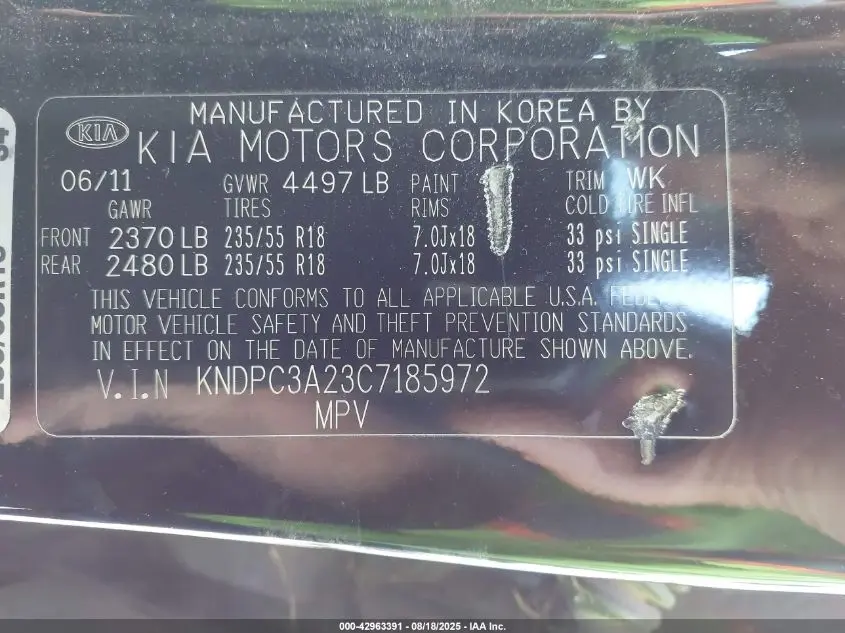 MANUFACTURED IN KOREA BY
KIA KIA MOTORS CORPORATION
06/11 GVWR 4497 LB PAINT TRIM WK
GAWR TIRES RIMS COLD TIRE INFL
FRONT 2370 LB 235/55 R18 7.0Jx18 33 psi SINGLE
REAR 2480 LB 235/55 R18 7.0Jx18 33 psi SINGLE
THIS VEHICLE CONFORMS TO ALL APPLICABLE U.S.A. FEDERAL
MOTOR VEHICLE SAFETY AND THEFT PREVENTION STANDARDS
IN EFFECT ON THE DATE OF MANUFACTURE SHOWN ABOVE.
V.I.N KNDPC3A23C7185972
MPV
000-42963391 - 08/18/2025 - IAA Inc.